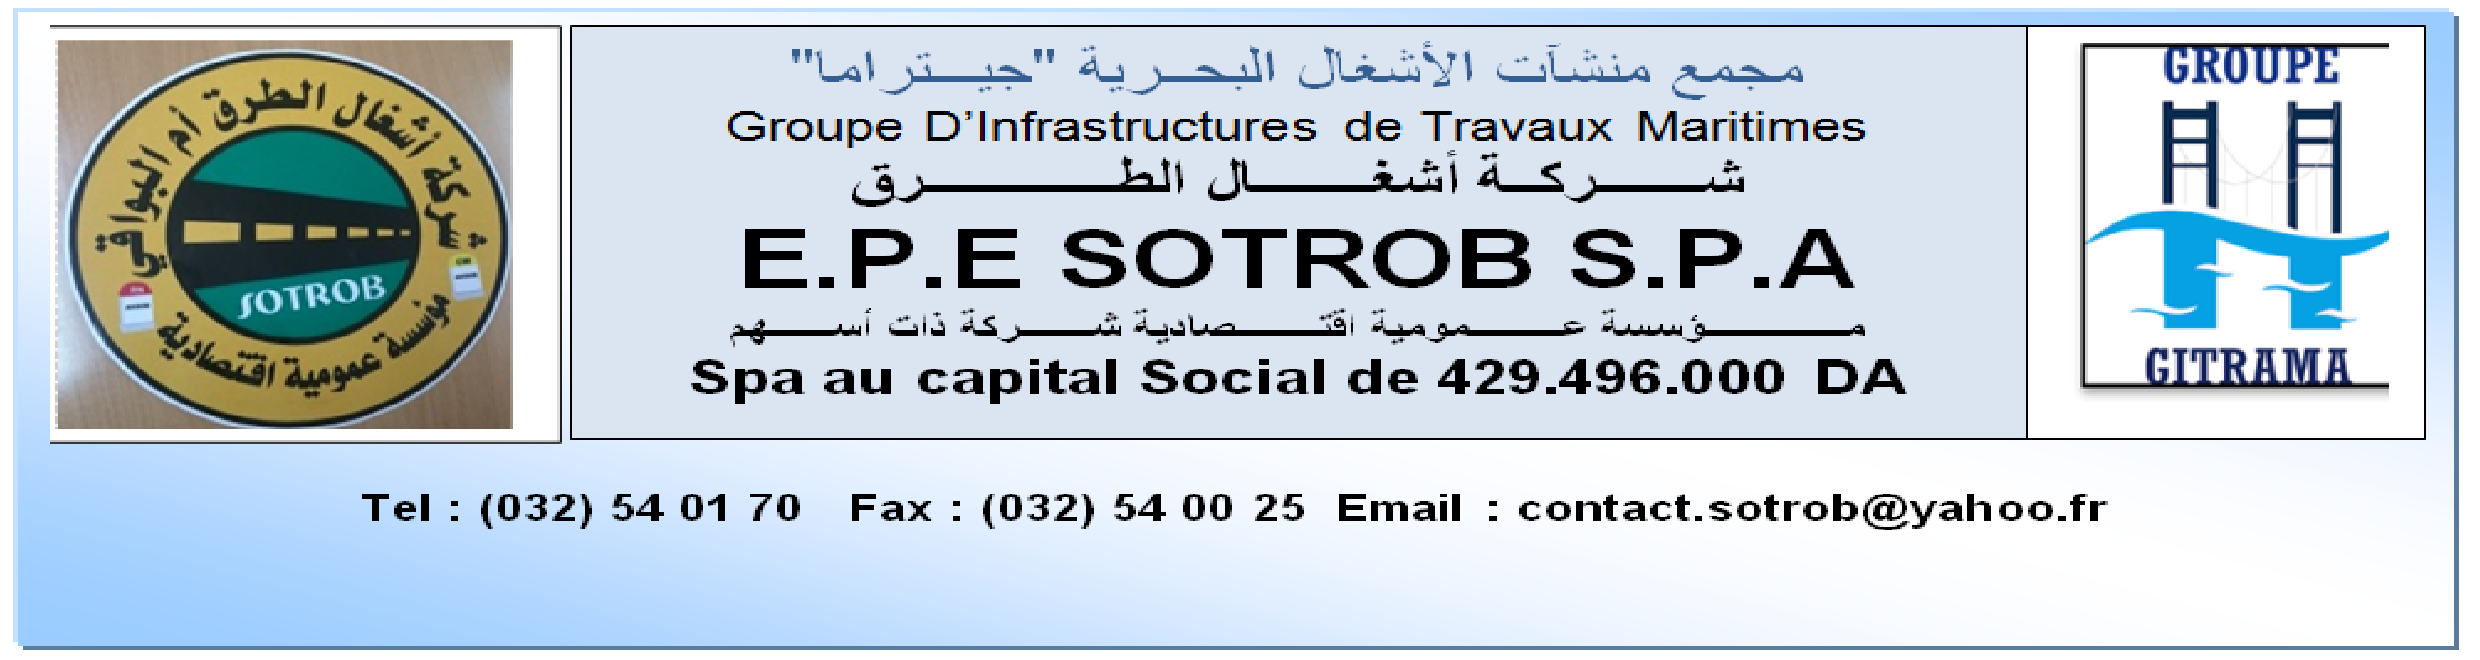 شركة أشغال الطرق أم البواقي
SOTROB
مؤسسة عمومية اقتصادية
مجمع منشآت الأشغال البحرية "جيتراما"
Groupe D'Infrastructures de Travaux Maritimes
شركة أشغال الطرق
E.P.E SOTROB S.P.A
مؤسسة عمومية اقتصادية شركة ذات أسهم
Spa au capital Social de 429.496.000 DA
GROUPE
GITRAMA
Tel : (032) 54 01 70 Fax : (032) 54 00 25 Email : contact.sotrob@yahoo.fr